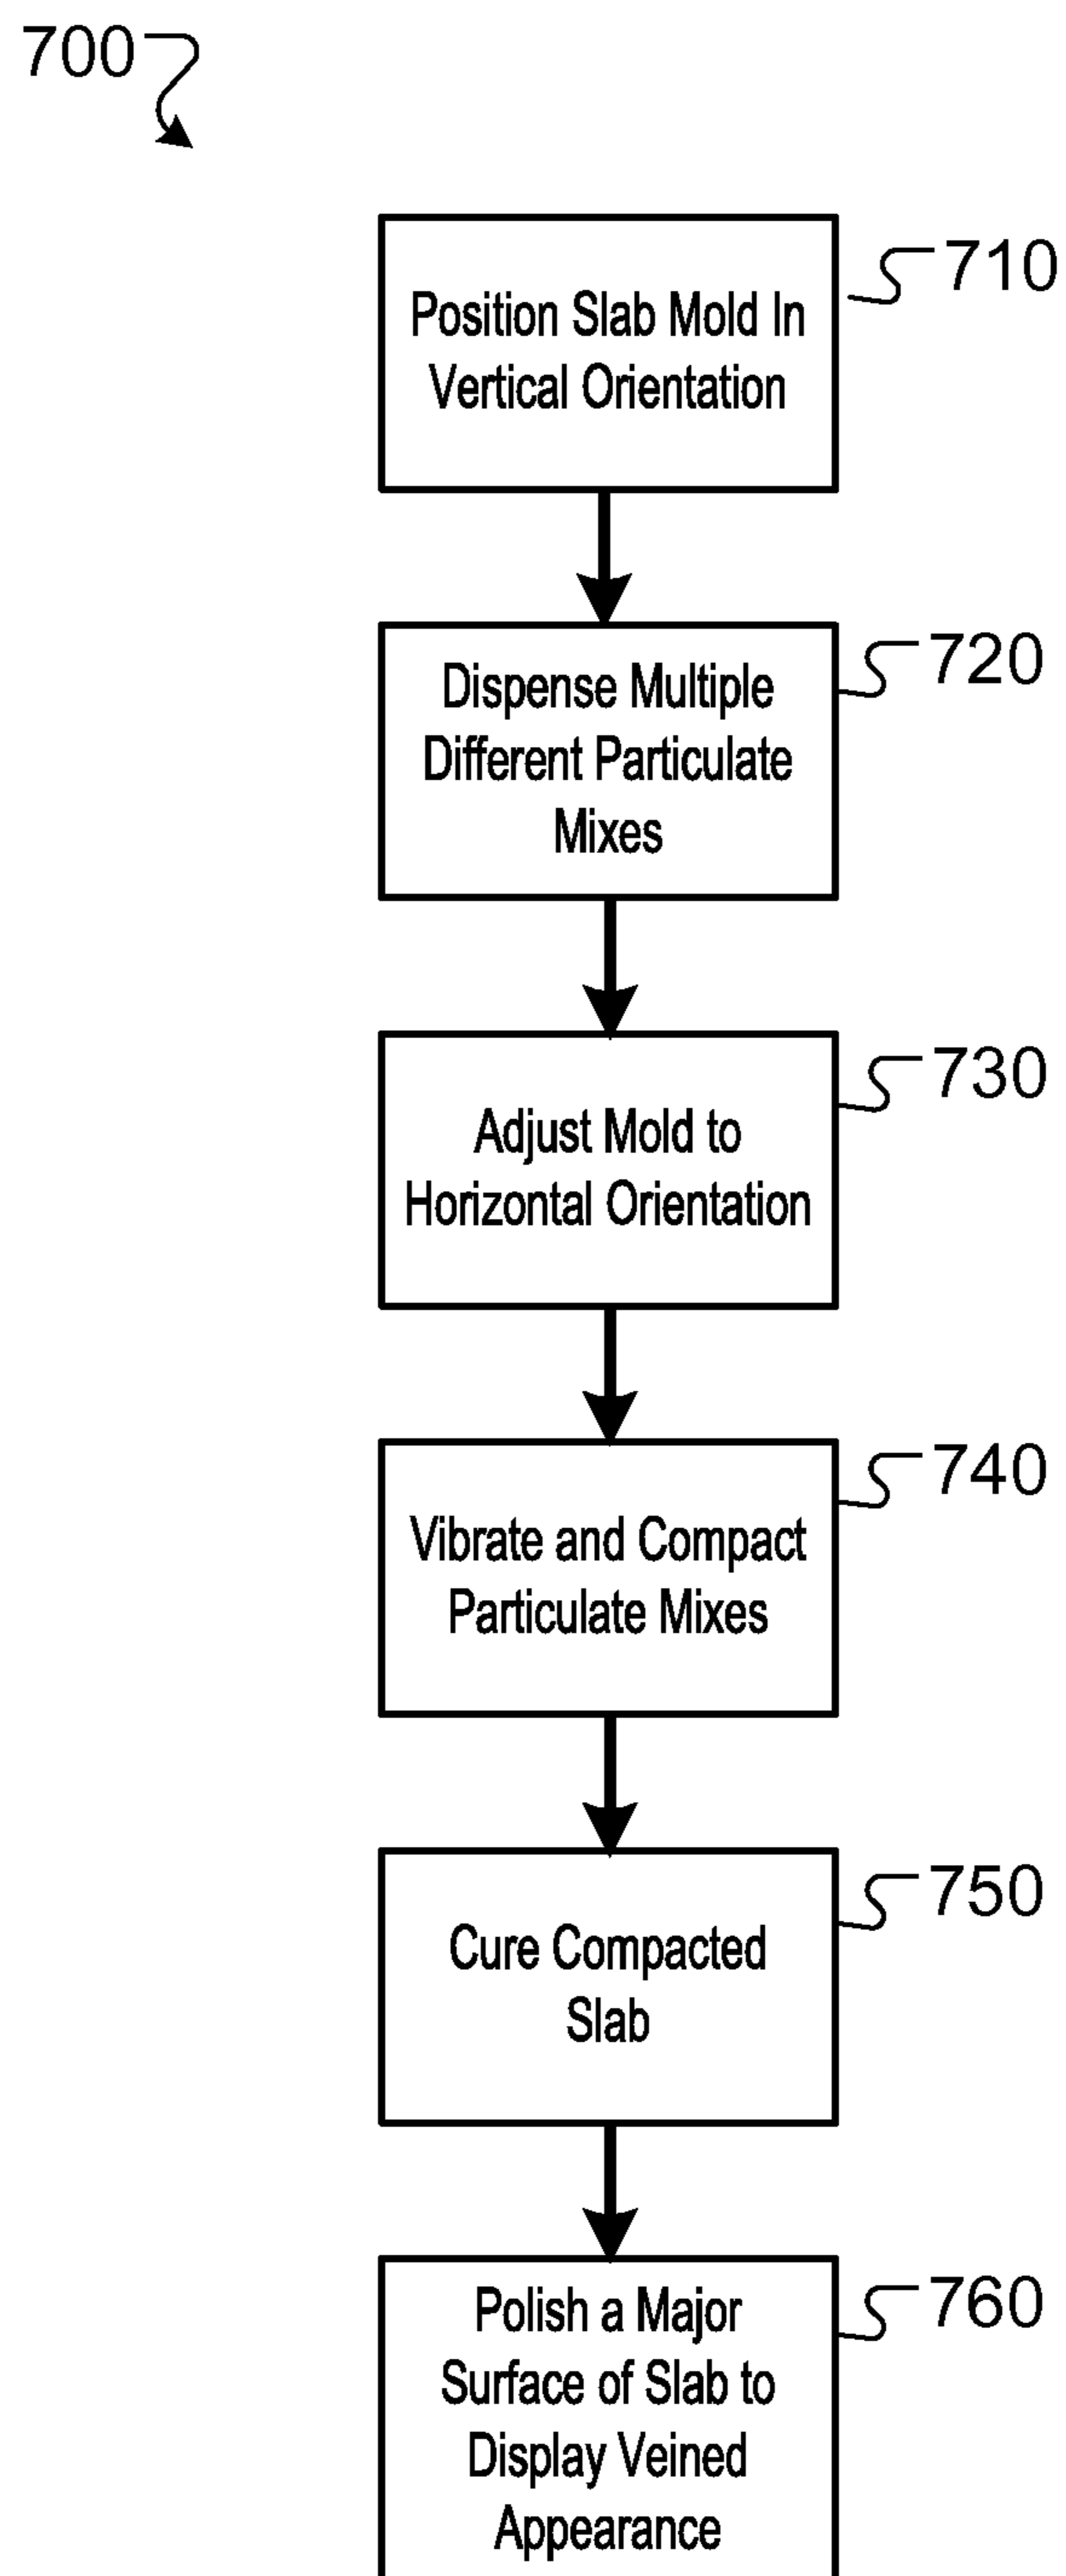 700
710
Position Slab Mold In
Vertical Orientation
720
Dispense Multiple
Different Particulate
Mixes
730
Adjust Mold to
Horizontal Orientation
740
Vibrate and Compact
Particulate Mixes
750
Cure Compacted
Slab
760
Polish a Major
Surface of Slab to
Display Veined
Appearance